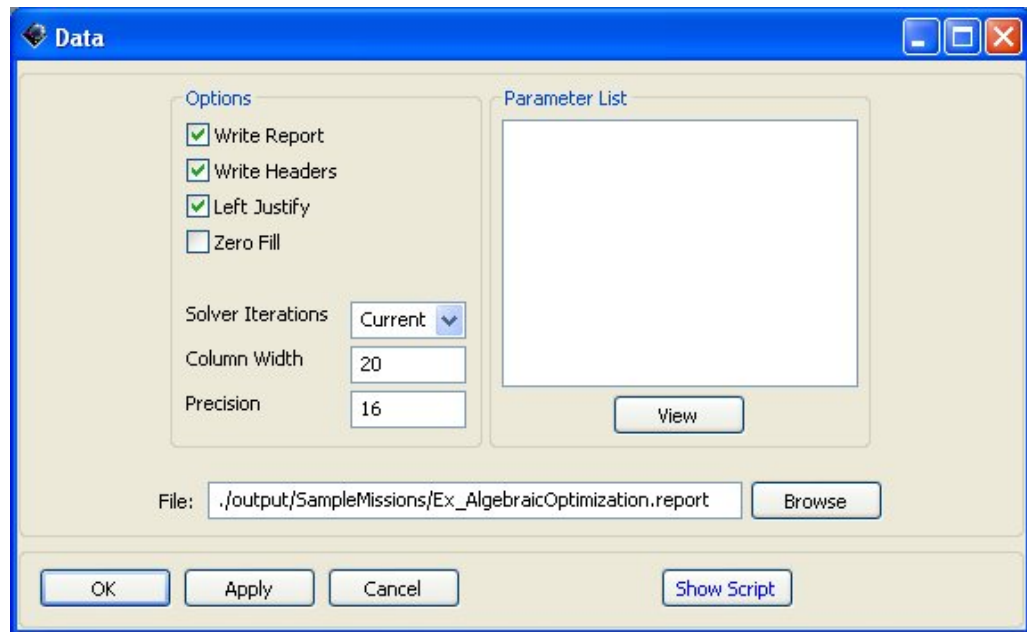 Data
Options
Write Report
Write Headers
Left Justify
Zero Fill
Solver Iterations Current
Column Width 20
Precision 16
Parameter List
View
File: ./output/SampleMissions/Ex_AlgebraicOptimization.report Browse
OK Apply Cancel Show Script